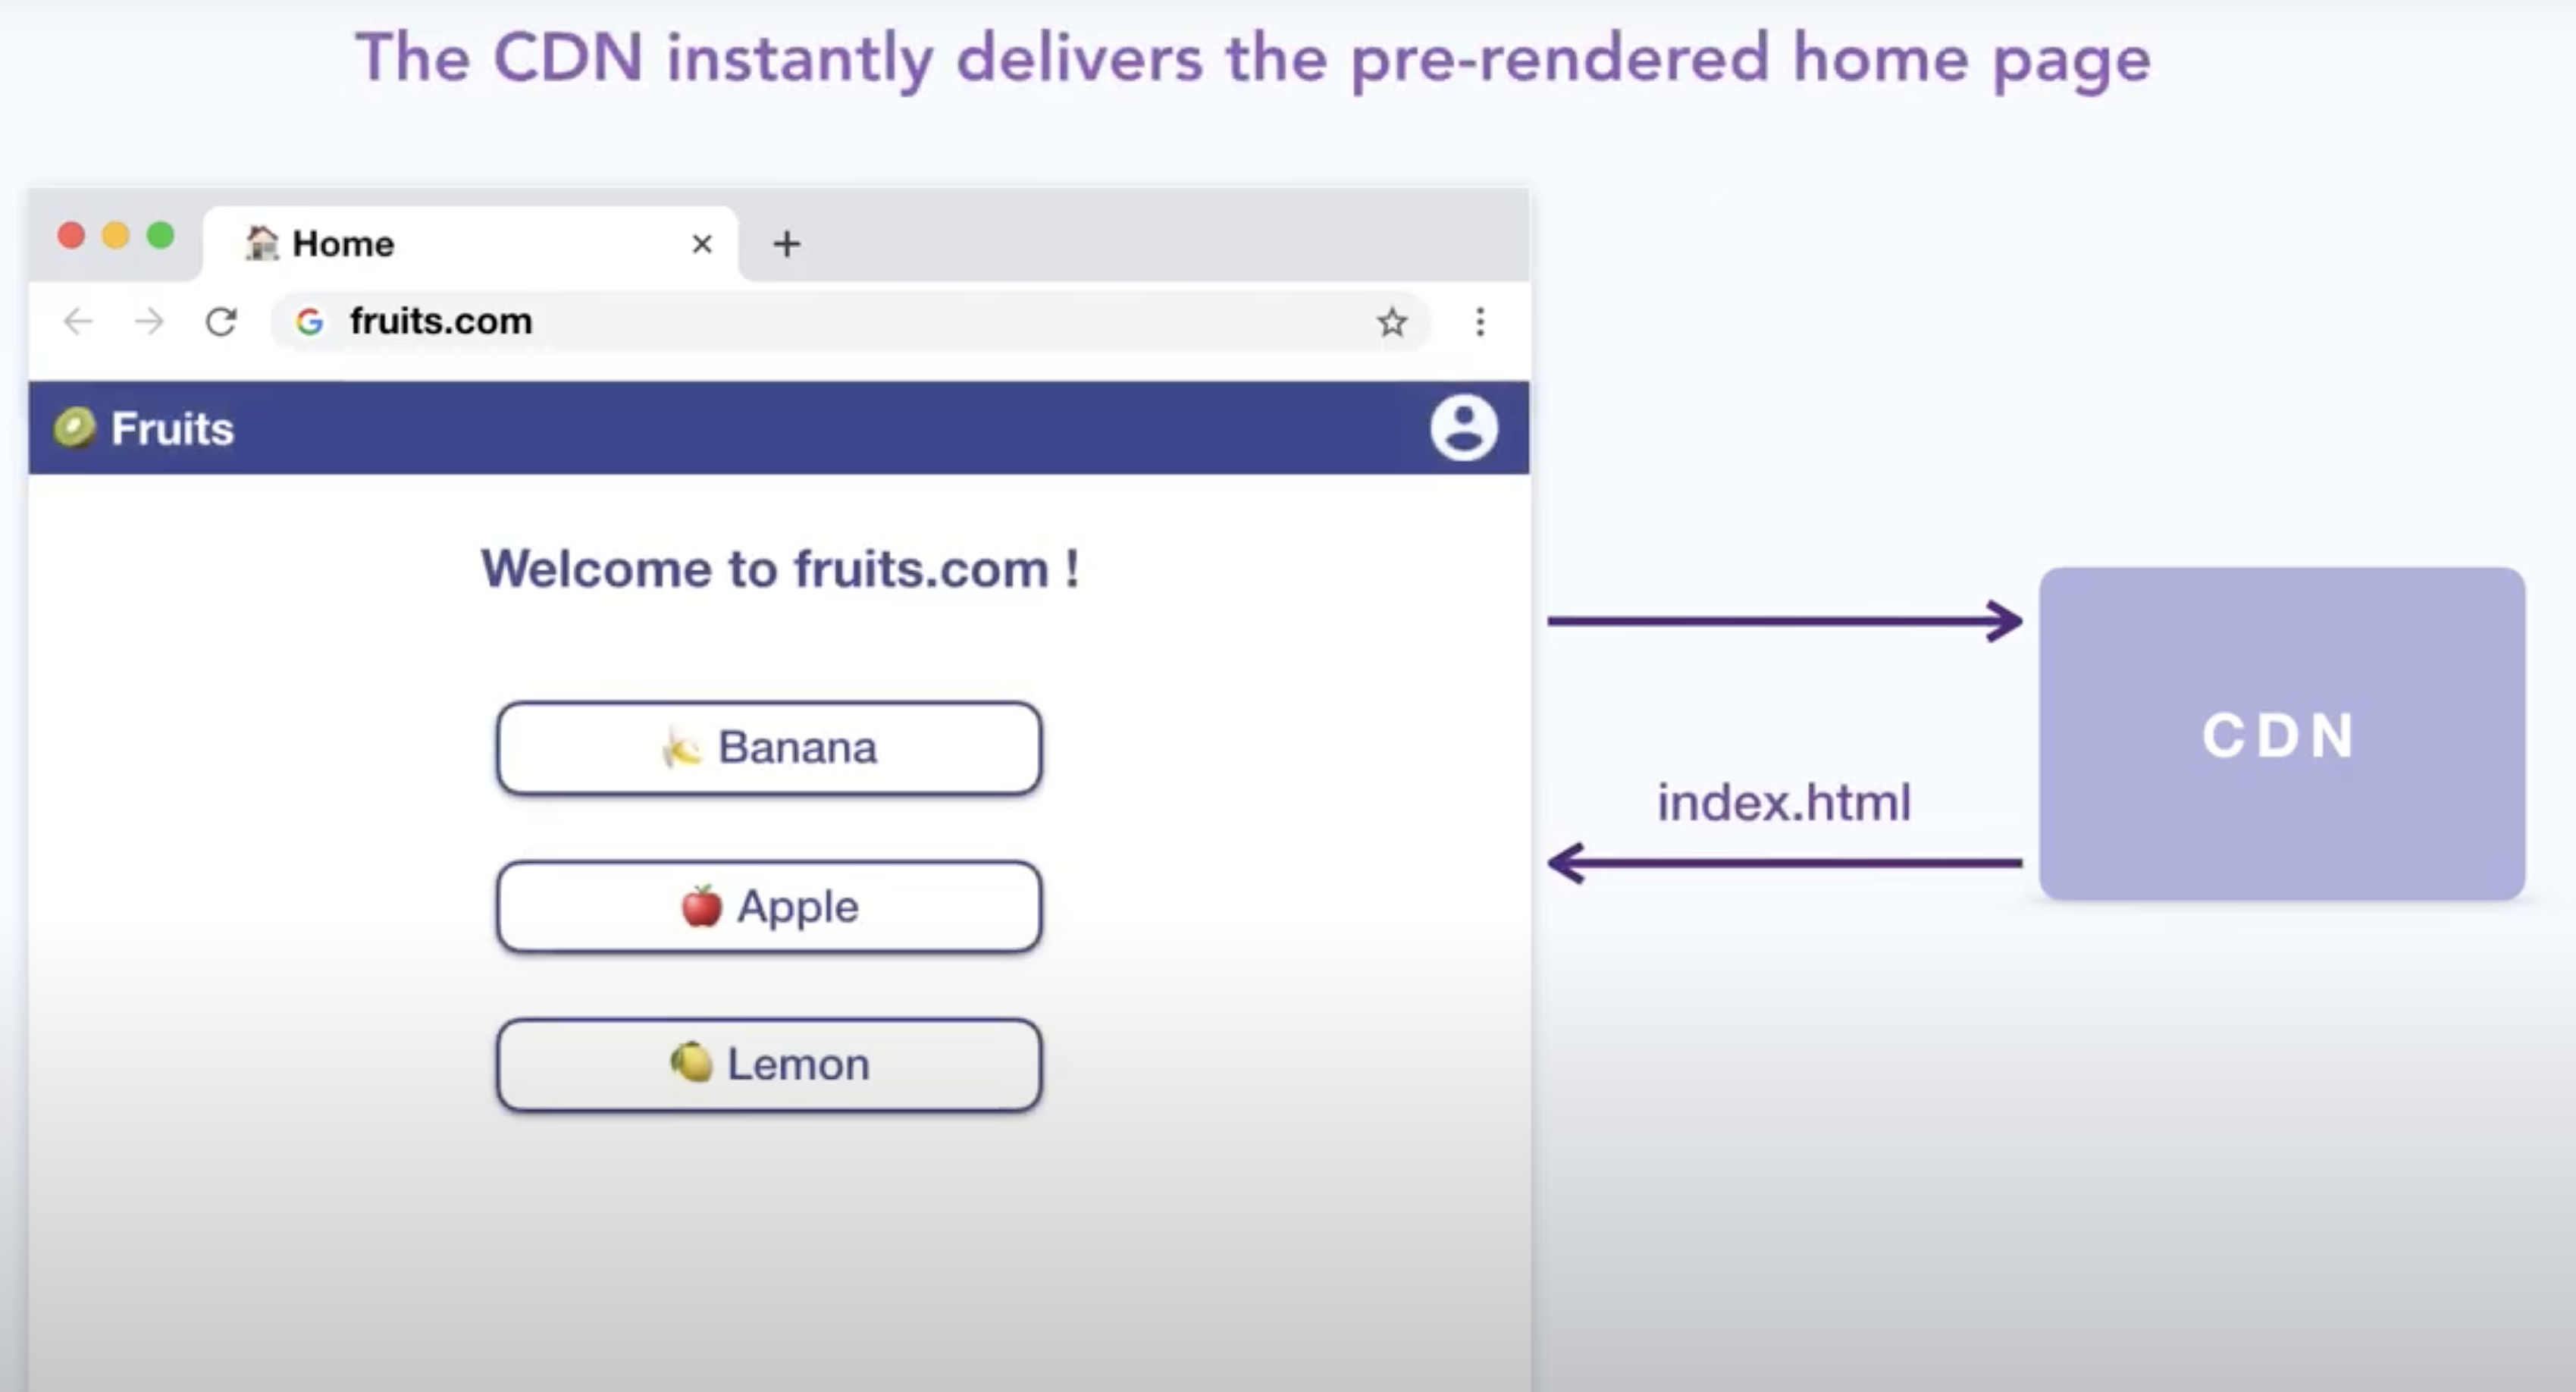 The CDN instantly delivers the pre-rendered home page
Home
fruits.com
Fruits
Welcome to fruits.com !
Banana
Apple
Lemon
CDN
index.html